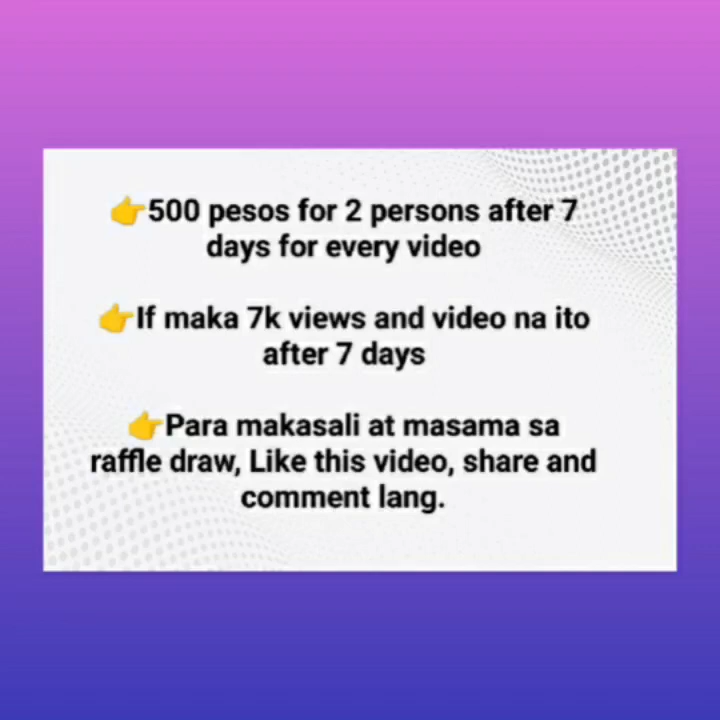 👉500 pesos for 2 persons after 7
days for every video
👉If maka 7k views and video na ito
after 7 days
👉Para makasali at masama sa
raffle draw, Like this video, share and
comment lang.